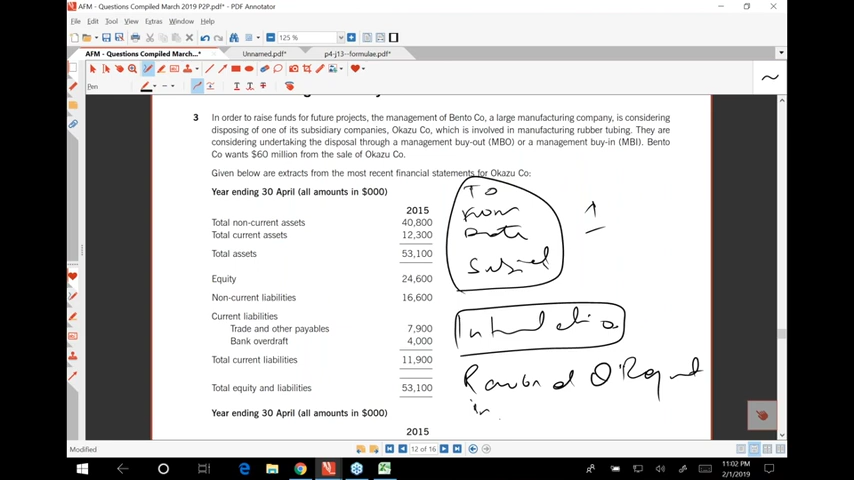 AFM - Questions Compiled March 2019 P2P.pdf* - PDF Annotator
File Edit View Tool Extras Window Help
125 %
AFM - Questions Compiled March...* Unnamed.pdf* p4-j13--formulae.pdf*
Pen
3 In order to raise funds for future projects, the management of Bento Co, a large manufacturing company, is considering
disposing of one of its subsidiary companies, Okazu Co, which is involved in manufacturing rubber tubing. They are
considering undertaking the disposal through a management buy-out (MBO) or a management buy-in (MBI). Bento
Co wants $60 million from the sale of Okazu Co.
Given below are extracts from the most recent financial statements for Okazu Co:
Year ending 30 April (all amounts in $000)
To
2015
From
Total non-current assets 40,800
Date
Total current assets 12,300
Total assets 53,100
Subject
Equity 24,600
Non-current liabilities 16,600
Current liabilities
Trade and other payables 7,900
Bank overdraft 4,000
Total current liabilities 11,900
Total equity and liabilities 53,100
in
Year ending 30 April (all amounts in $000)
2015
Modified 12 of 16
11:02 PM
2/1/2019